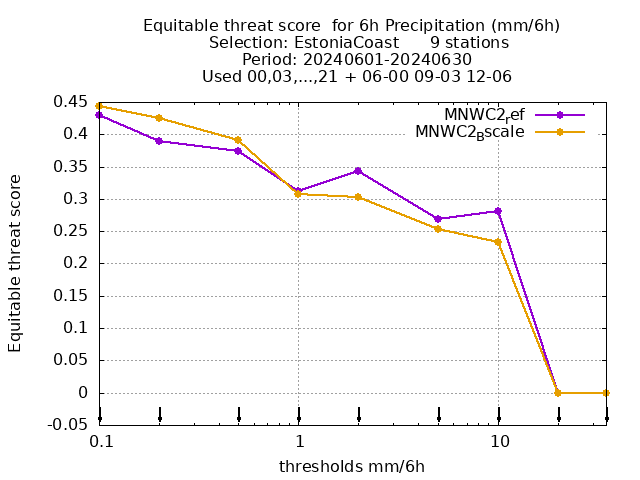 Equitable threat score  for 6h Precipitation (mm/6h)
Selection: EstoniaCoast      9 stations
Period: 20240601-20240630
Used 00,03,...,21 + 06-00 09-03 12-06
MNWC2ref
MNWC2Bscale
Equitable threat score
0.45
0.4
0.35
0.3
0.25
0.2
0.15
0.1
0.05
0
-0.05
0.1
1
10
thresholds mm/6h